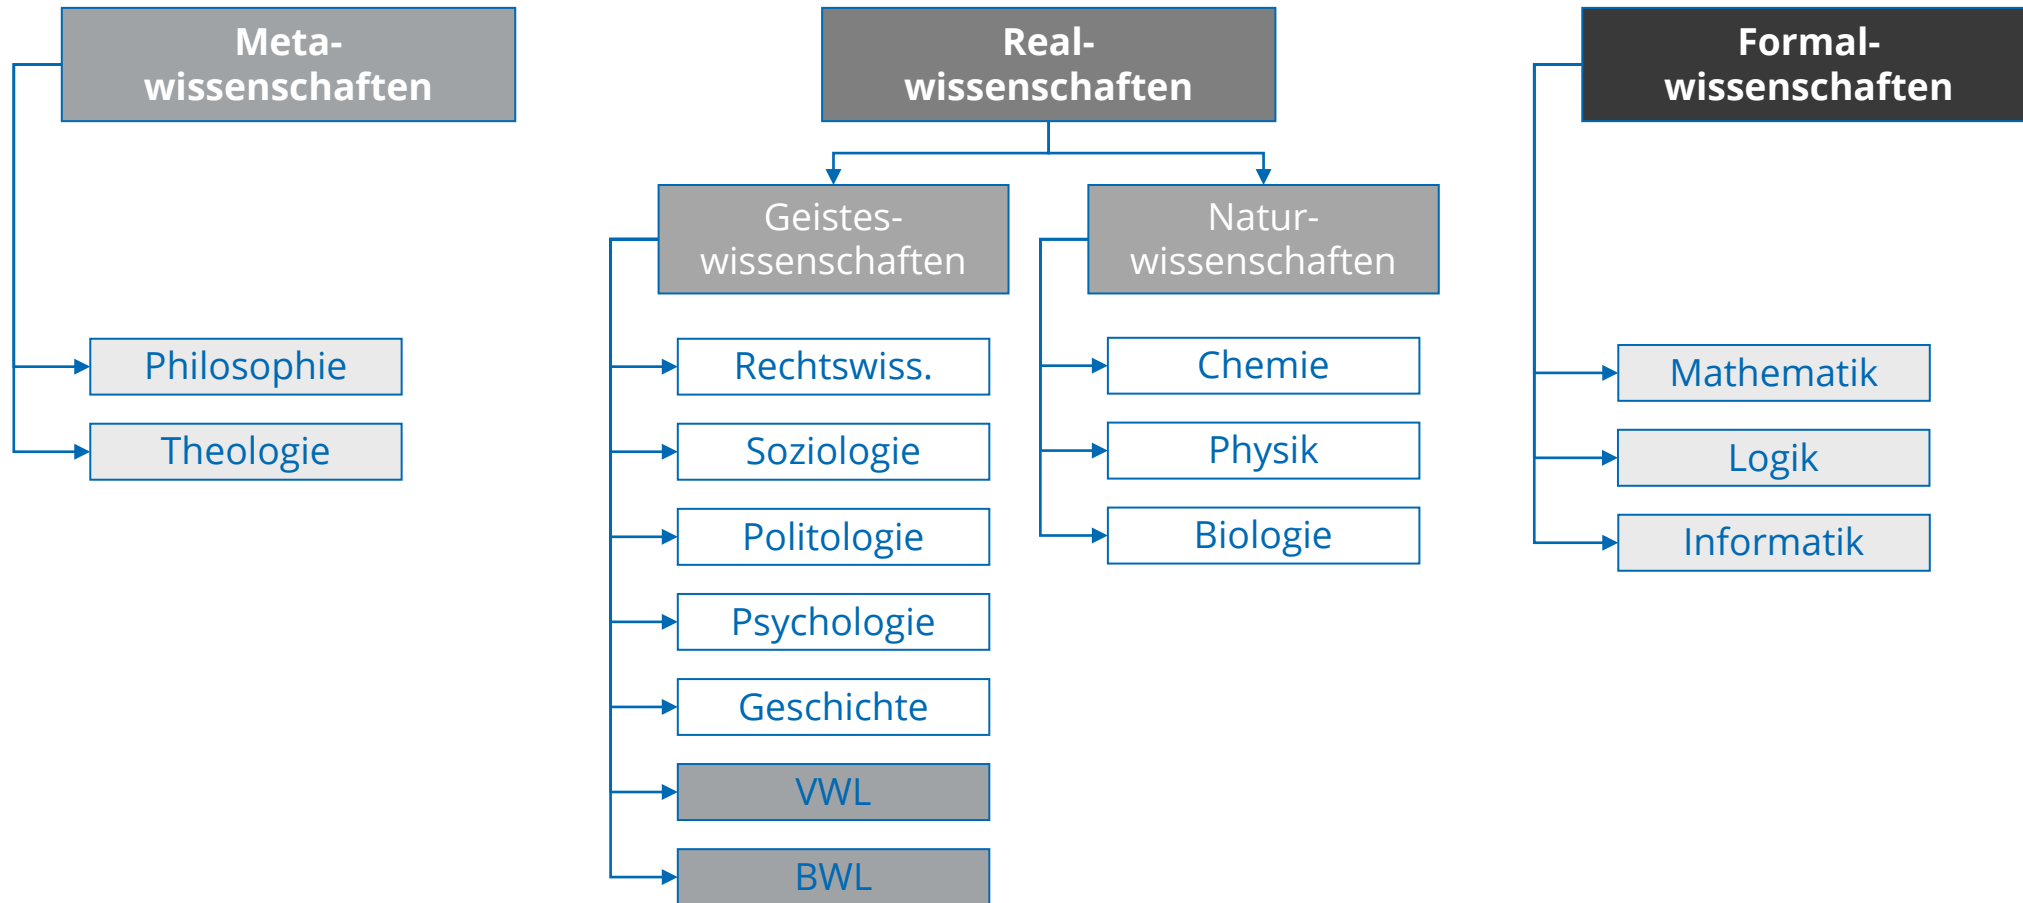 Meta-
wissenschaften
Real-
wissenschaften
Formal-
wissenschaften
Geistes-
wissenschaften
Natur-
wissenschaften
Philosophie
Theologie
Rechtswiss.
Soziologie
Politologie
Psychologie
Geschichte
VWL
BWL
Chemie
Physik
Biologie
Mathematik
Logik
Informatik